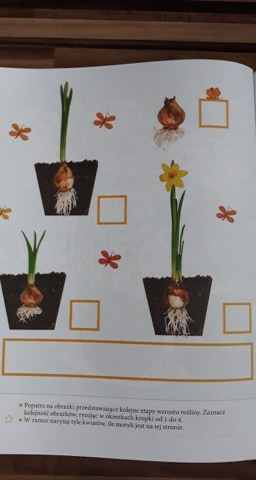 Popatrz na obrazki przedstawiające kolejne etapy wzrostu rośliny. Zaznacz
kolejność obrazków, rysując w okienkach kropki od 1 do 4.
W ramce narysuj tyle kwiatów, ile motyli jest na tej stronie.